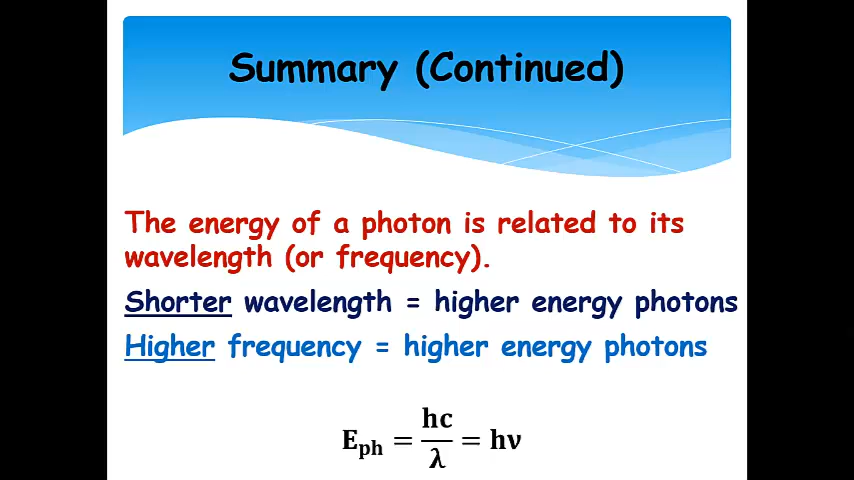 Summary (Continued)
The energy of a photon is related to its
wavelength (or frequency).
Shorter wavelength = higher energy photons
Higher frequency = higher energy photons
E_ph = hc/λ = hν